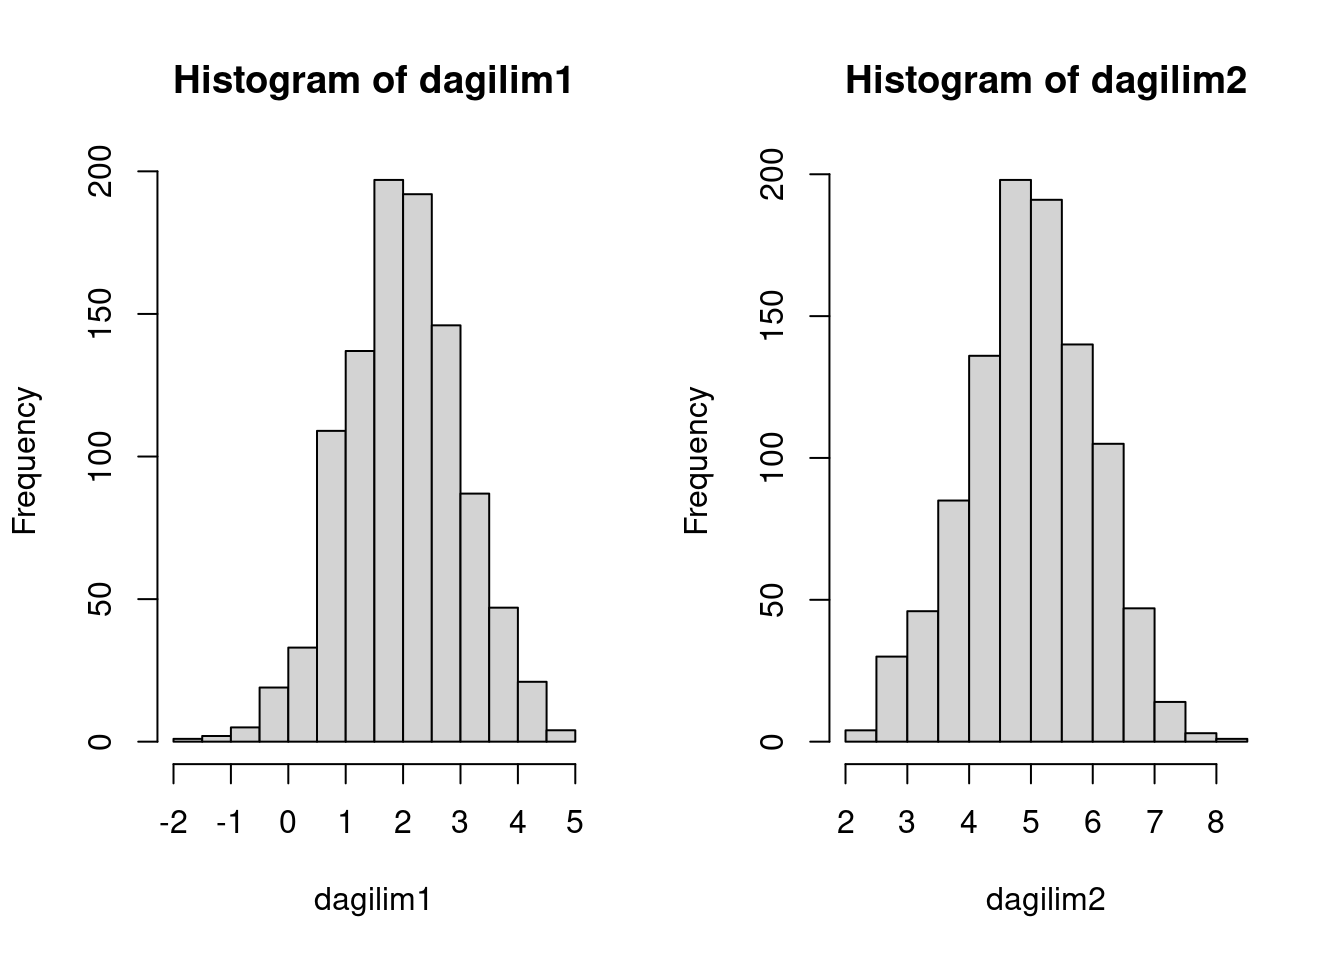 Histogram of dagilim1
Frequency
200
150
100
50
0
-2 -1 0 1 2 3 4 5
dagilim1
Histogram of dagilim2
Frequency
200
150
100
50
0
2 3 4 5 6 7 8
dagilim2